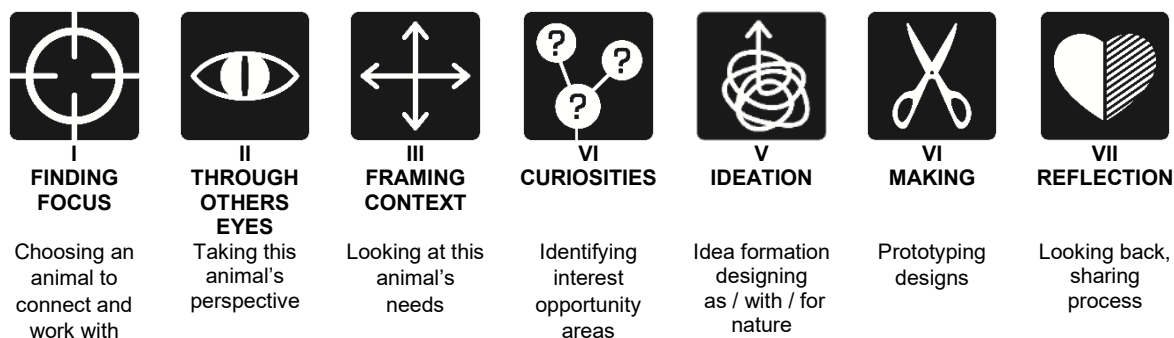 ? ? ?
I
FINDING
FOCUS
Choosing an
animal to
connect and
work with
II
THROUGH
OTHERS
EYES
Taking this
animal’s
perspective
III
FRAMING
CONTEXT
Looking at this
animal’s
needs
VI
CURIOSITIES
Identifying
interest
opportunity
areas
V
IDEATION
Idea formation
designing
as / with / for
nature
VI
MAKING
Prototyping
designs
VII
REFLECTION
Looking back,
sharing
process